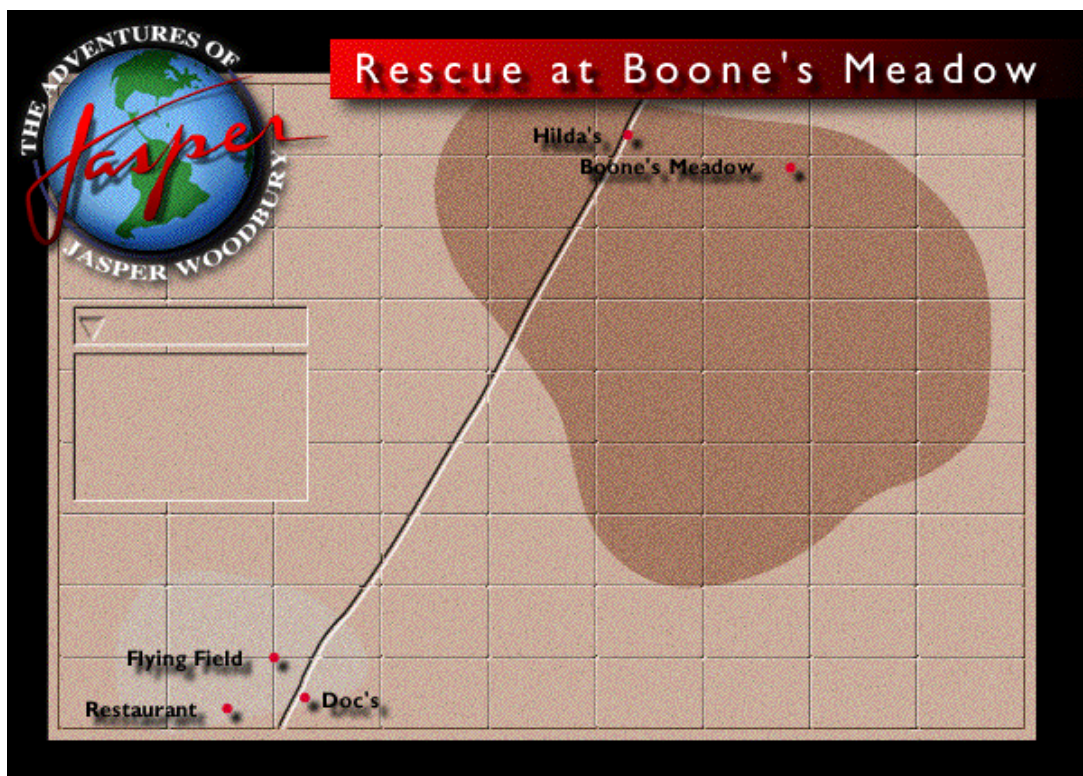 THE ADVENTURES OF
Jasper
JASPER WOODBURY
Rescue at Boone's Meadow
Hilda's
Boone's Meadow
Flying Field
Doc's
Restaurant